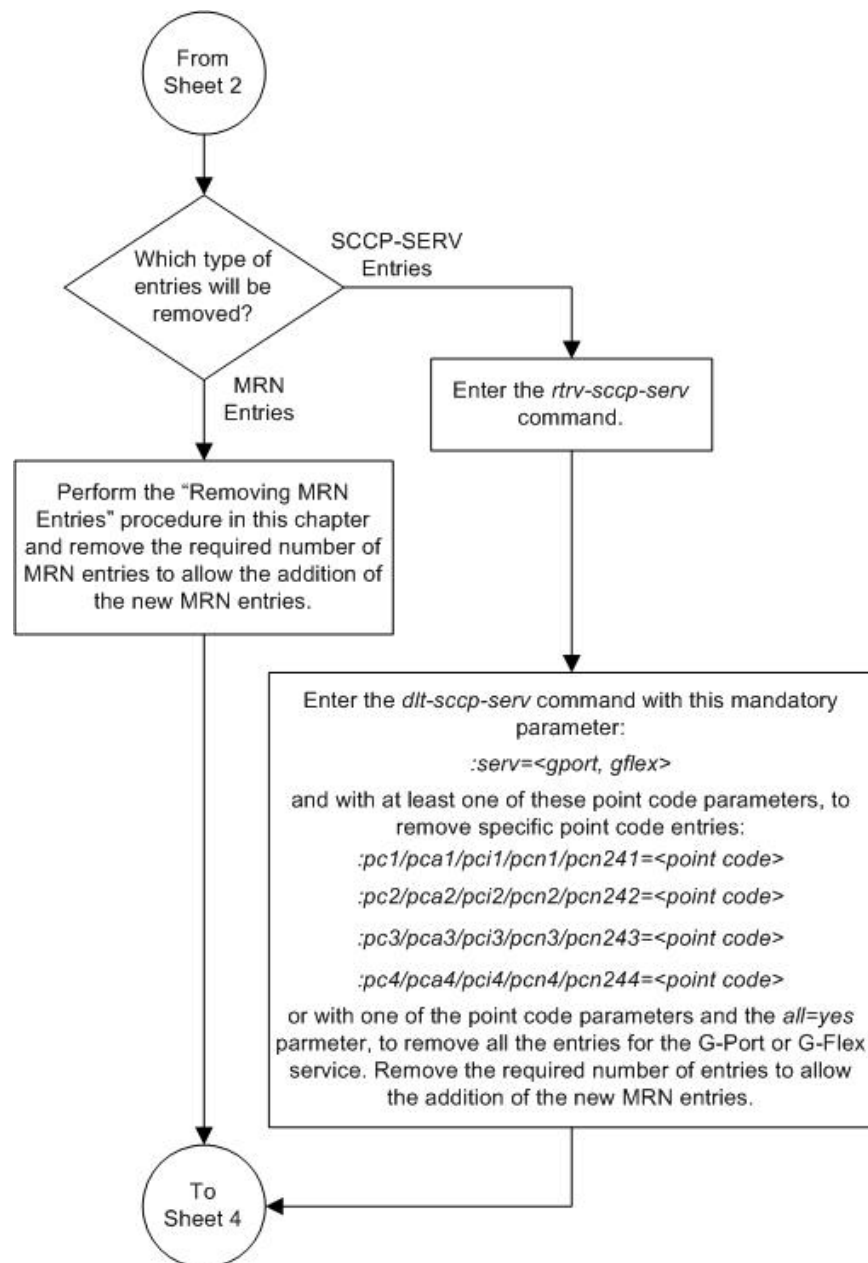 From
Sheet 2
Which type of
entries will be
removed?
SCCP-SERV
Entries
MRN
Entries
Enter the rtrv-sccp-serv
command.
Perform the “Removing MRN
Entries” procedure in this chapter
and remove the required number of
MRN entries to allow the addition of
the new MRN entries.
Enter the dlt-sccp-serv command with this mandatory
parameter:
:serv=<gport, gflex>
and with at least one of these point code parameters, to
remove specific point code entries:
:pc1/pca1/pci1/pcn1/pcn241=<point code>
:pc2/pca2/pci2/pcn2/pcn242=<point code>
:pc3/pca3/pci3/pcn3/pcn243=<point code>
:pc4/pca4/pci4/pcn4/pcn244=<point code>
or with one of the point code parameters and the all=yes
parmeter, to remove all the entries for the G-Port or G-Flex
service. Remove the required number of entries to allow
the addition of the new MRN entries.
To
Sheet 4